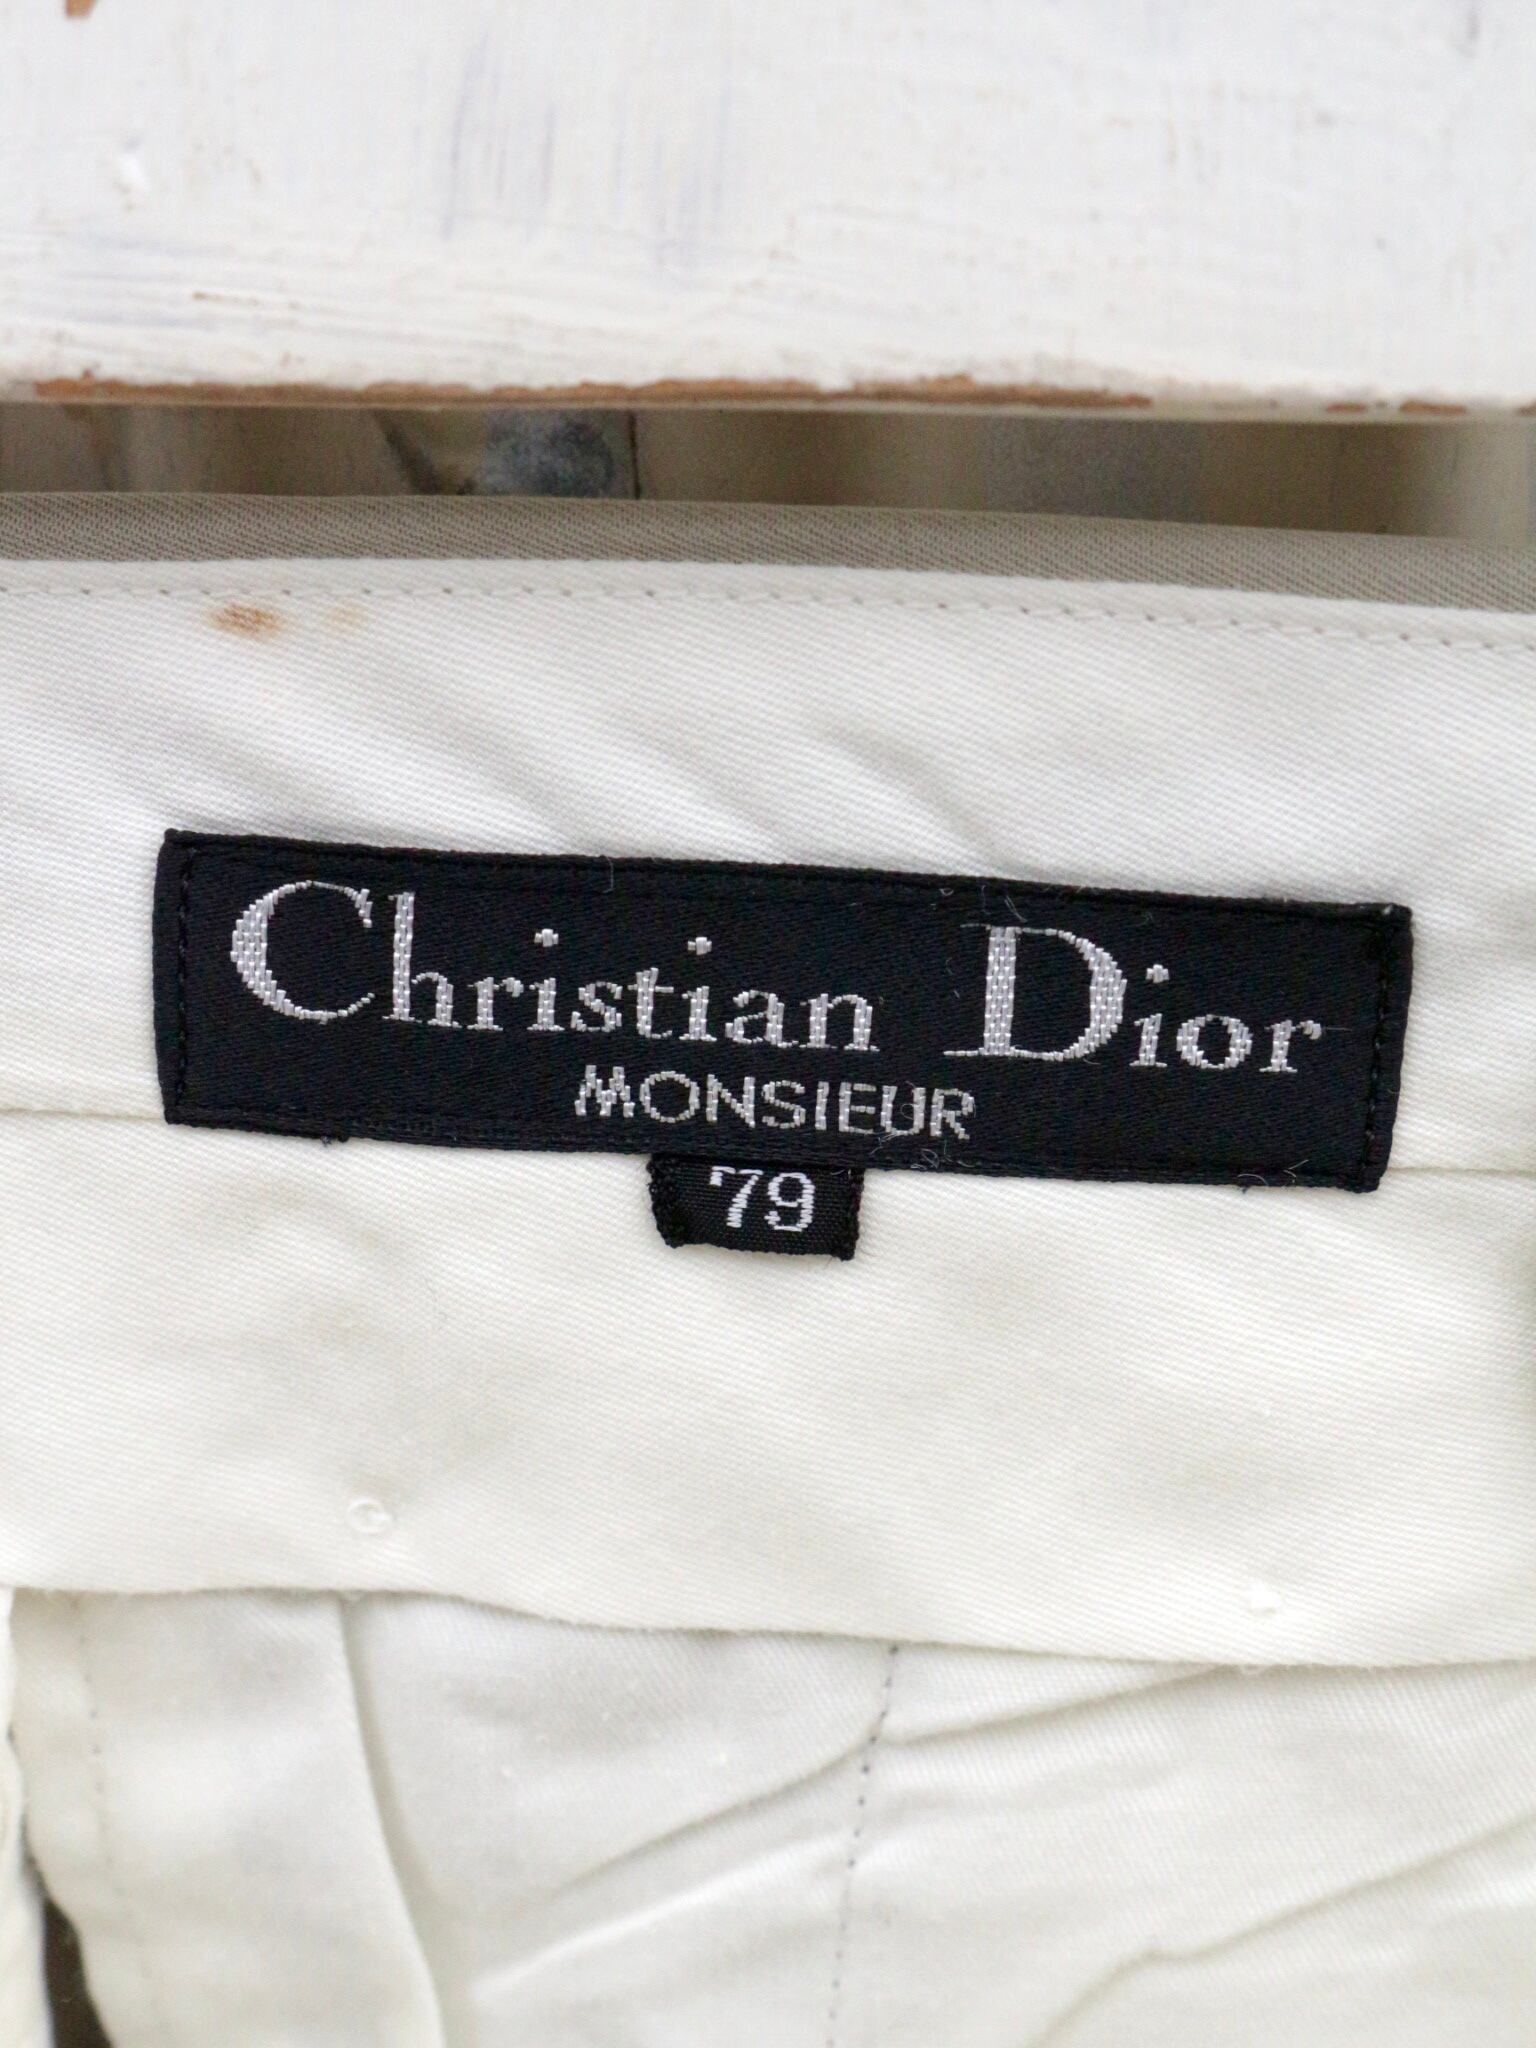 Christian Dior
MONSIEUR
79